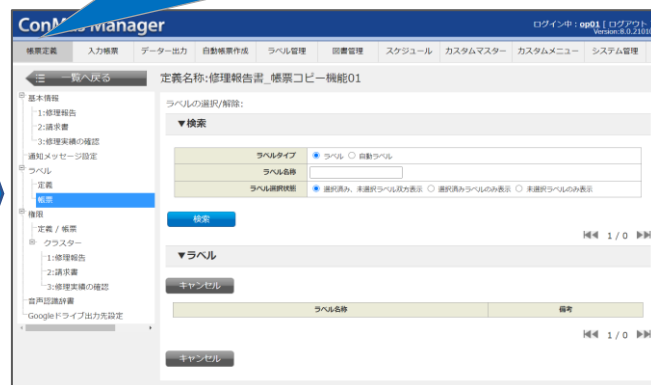 ConMas Manager
ログイン中：op01 [ ログアウト
Version:8.0.2101
帳票定義 入力帳票 データー出力 自動帳票作成 ラベル管理 図書管理 スケジュール カスタムマスター カスタムメニュー システム管理
一覧へ戻る
定義名称:修理報告書_帳票コピー機能01
基本情報
1:修理報告
2:請求書
3:修理実績の確認
通知メッセージ設定
ラベル
定義
帳票
権限
定義 / 帳票
クラスター
1:修理報告
2:請求書
3:修理実績の確認
音声認識辞書
Googleドライブ出力先設定
ラベルの選択/解除:
▼検索
ラベルタイプ ラベル 自動ラベル
ラベル名称
ラベル選択状態 選択済み、未選択ラベル双方表示 選択済みラベルのみ表示 未選択ラベルのみ表示
検索
1 / 0
▼ラベル
キャンセル
ラベル名称 備考
1 / 0
キャンセル